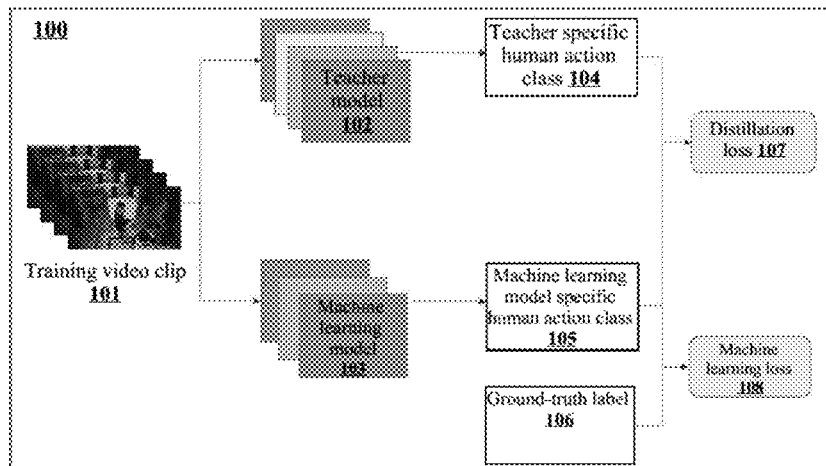 100
Teacher
model
102
Teacher specific
human action
class 104
Distillation
loss 107
Training video clip
101
Machine
learning
model
103
Machine learning
model specific
human action class
105
Machine
learning loss
108
Ground-truth label
106